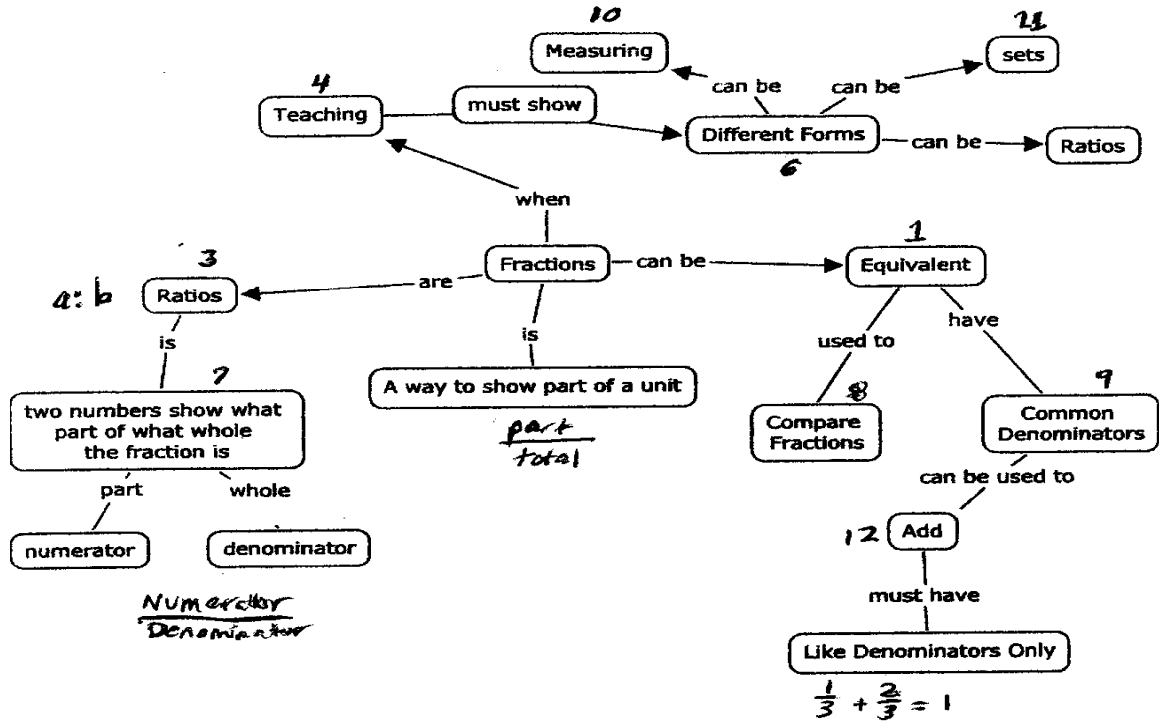 10
Measuring
21
sets
can be
can be
4
Teaching
must show
Different Forms
can be
Ratios
6
when
3
Fractions
can be
1
Equivalent
a: b
Ratios
are
is
is
used to
have
7
two numbers show what
part of what whole
the fraction is
A way to show part of a unit
part
total
8
Compare
Fractions
9
Common
Denominators
part
whole
can be used to
numerator
denominator
12
Add
Numerator
Denominator
must have
Like Denominators Only
1/3 + 2/3 = 1